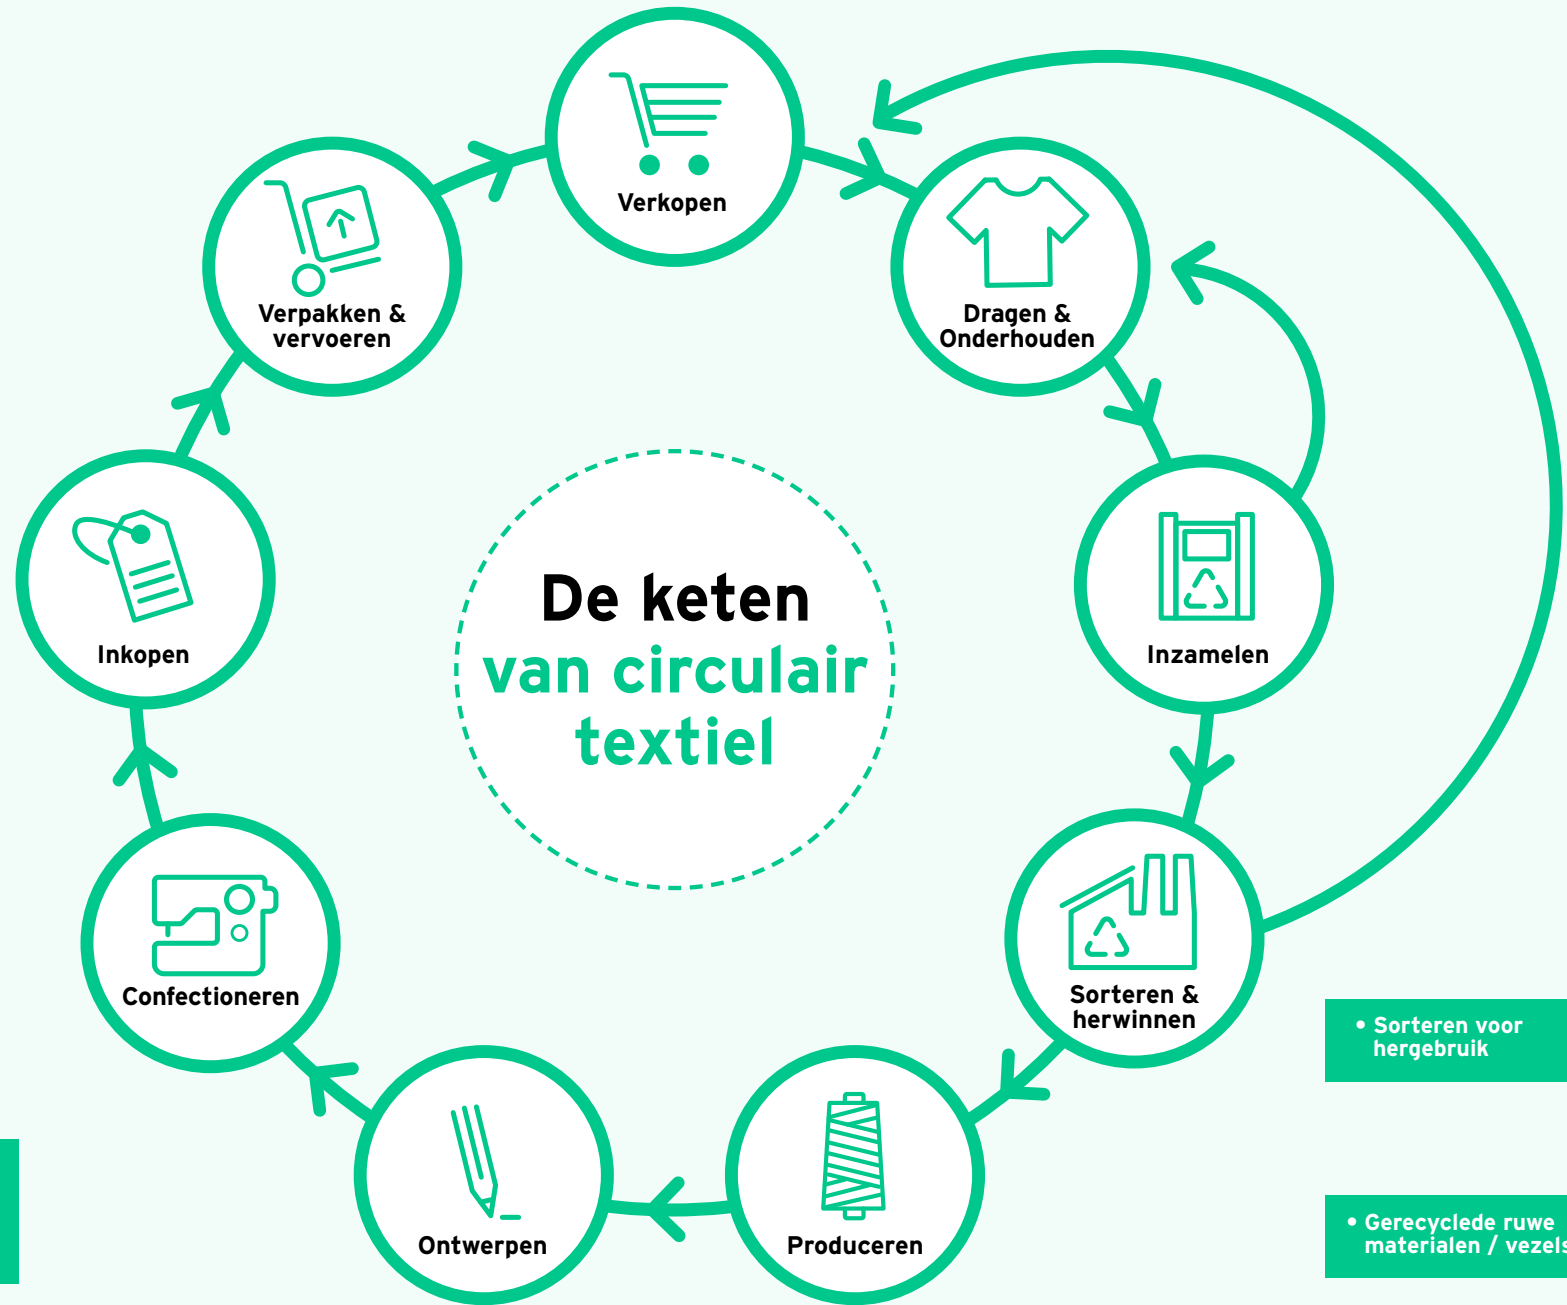 Verkopen
Verpakken &
vervoeren
Dragen &
Onderhouden
De keten
van circulair
textiel
Inkopen
Inzamelen
Confectioneren
Sorteren &
herwinnen
• Sorteren voor
hergebruik
Ontwerpen
Produceren
• Gerecyclede ruwe
materialen / vezels